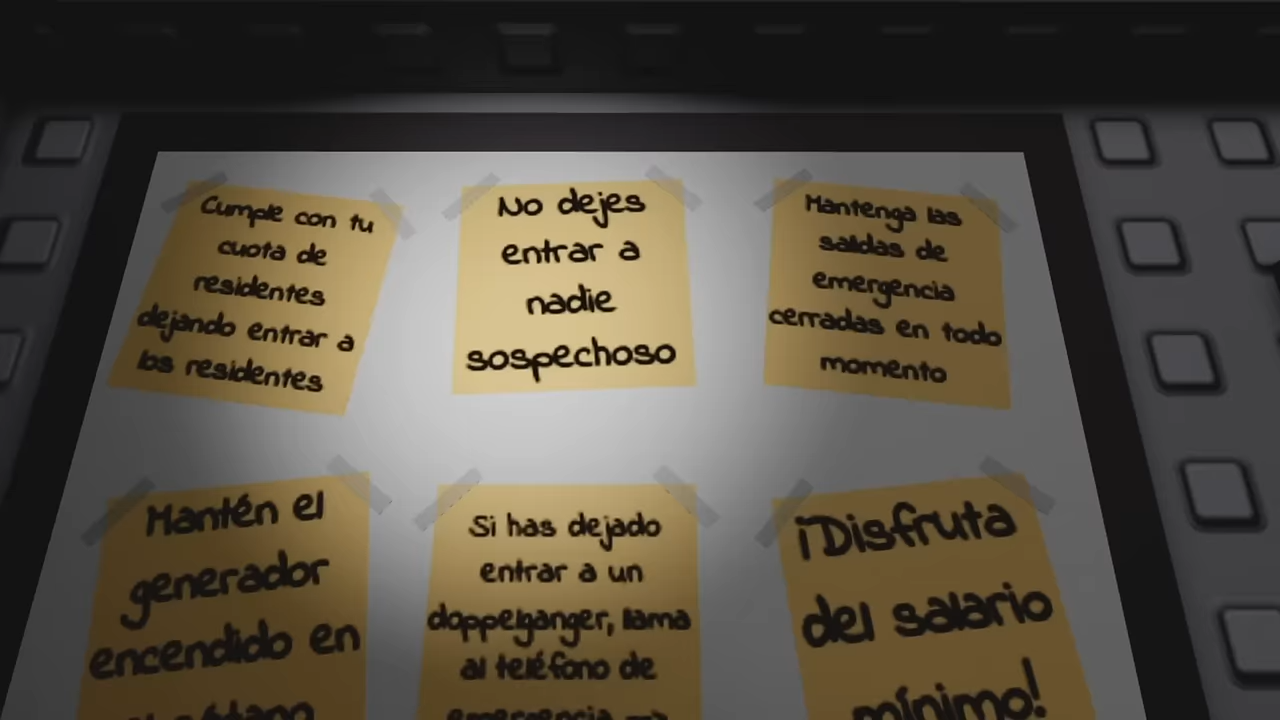 Cumple con tu
cuota de
residentes
dejando entrar a
los residentes
No dejes
entrar a
nadie
sospechoso
Mantenga las
salidas de
emergencia
cerradas en todo
momento
Mantén el
generador
encendido en
Si has dejado
entrar a un
doppelganger, llama
al teléfono de
emergencia
¡Disfruta
del salario
mínimo!